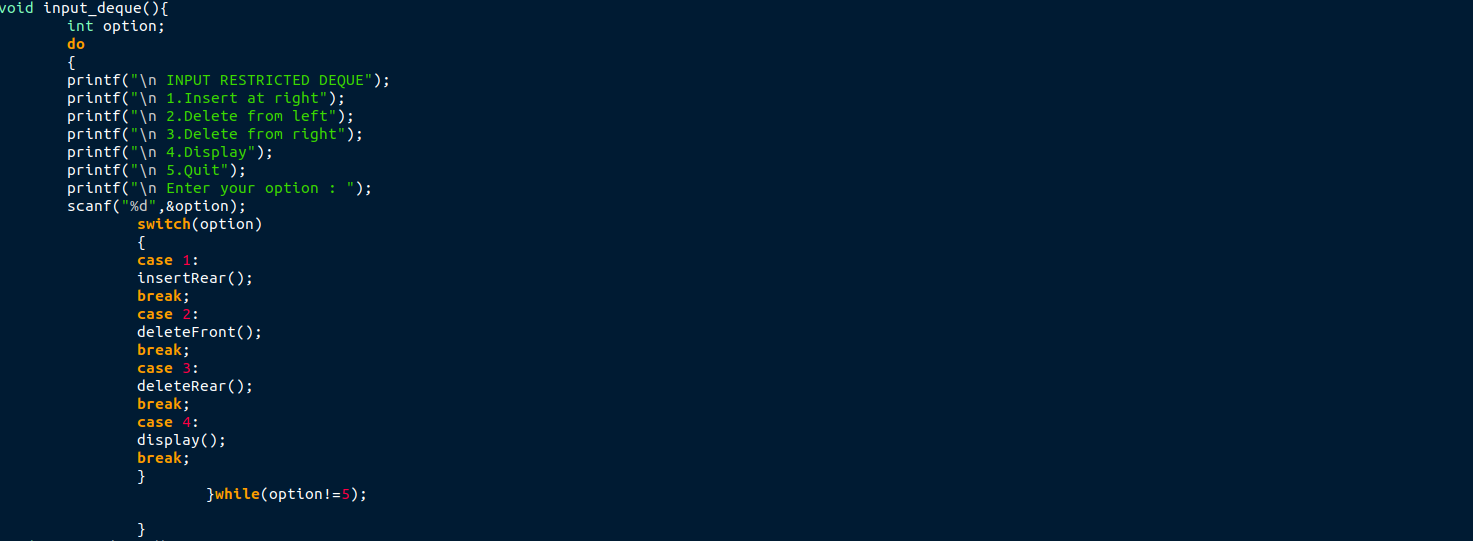 void input_deque(){
int option;
do
{
printf("\n INPUT RESTRICTED DEQUE");
printf("\n 1.Insert at right");
printf("\n 2.Delete from left");
printf("\n 3.Delete from right");
printf("\n 4.Display");
printf("\n 5.Quit");
printf("\n Enter your option : ");
scanf("%d",&option);
switch(option)
{
case 1:
insertRear();
break;
case 2:
deleteFront();
break;
case 3:
deleteRear();
break;
case 4:
display();
break;
}
}while(option!=5);
}